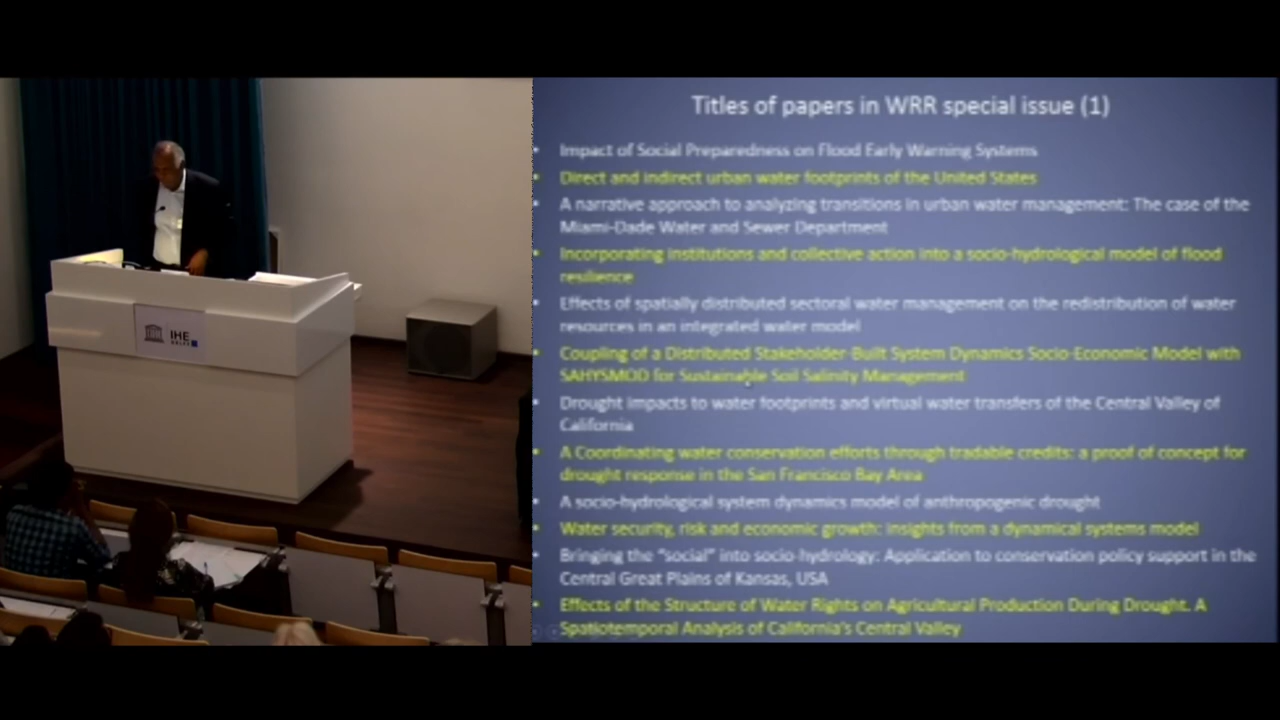 IHE
DELFT
Titles of papers in WRR special issue (1)
• Impact of Social Preparedness on Flood Early Warning Systems
• Direct and indirect urban water footprints of the United States
• A narrative approach to analyzing transitions in urban water management: The case of the
Miami-Dade Water and Sewer Department
• Incorporating institutions and collective action into a socio-hydrological model of flood
resilience
• Effects of spatially distributed sectoral water management on the redistribution of water
resources in an integrated water model
• Coupling of a Distributed Stakeholder-Built System Dynamics Socio-Economic Model with
SAHYSMOD for Sustainable Soil Salinity Management
• Drought impacts to water footprints and virtual water transfers of the Central Valley of
California
• A Coordinating water conservation efforts through tradable credits: a proof of concept for
drought response in the San Francisco Bay Area
• A socio-hydrological system dynamics model of anthropogenic drought
• Water security, risk and economic growth: insights from a dynamical systems model
• Bringing the "social" into socio-hydrology: Application to conservation policy support in the
Central Great Plains of Kansas, USA
• Effects of the Structure of Water Rights on Agricultural Production During Drought. A
Spatiotemporal Analysis of California's Central Valley